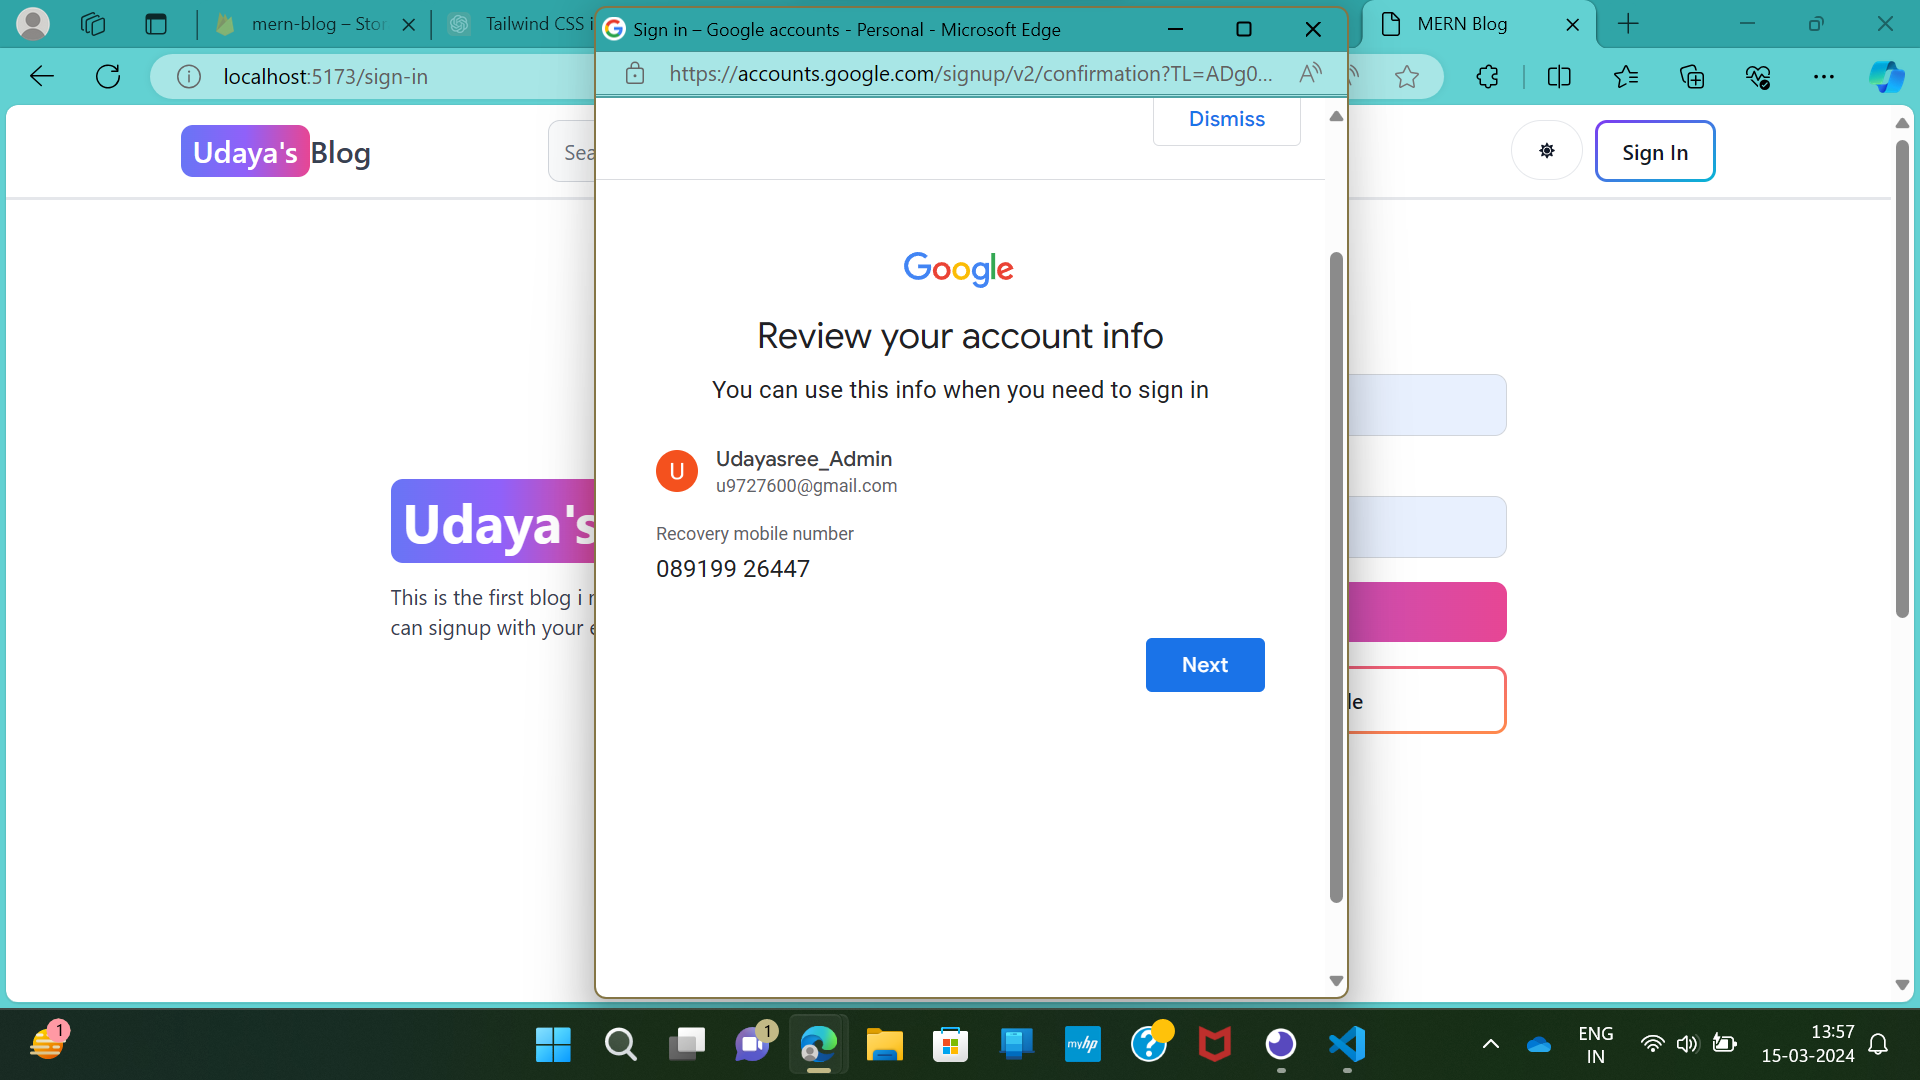 mern-blog – Stor
Tailwind CSS i
Sign in – Google accounts - Personal - Microsoft Edge
MERN Blog
localhost:5173/sign-in
https://accounts.google.com/signup/v2/confirmation?TL=ADg0...
Udaya's Blog
Sea
Dismiss
Sign In
Google
Review your account info
You can use this info when you need to sign in
U
Udayasree_Admin
u9727600@gmail.com
Recovery mobile number
089199 26447
Next
Udaya's
This is the first blog i
can signup with your
le
1
1
myhp
?
ENG
IN
13:57
15-03-2024